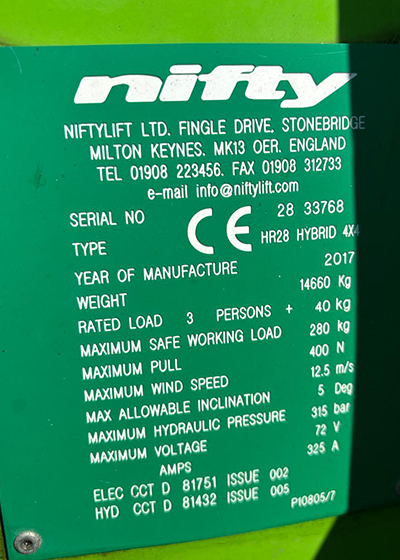 nifty
NIFTYLIFT LTD. FINGLE DRIVE, STONEBRIDGE
MILTON KEYNES. MK13 OER. ENGLAND
TEL 01908 223456. FAX 01908 312733
e-mail info@niftylift.com
SERIAL NO 28 33768
CE
TYPE HR28 HYBRID 4X4
YEAR OF MANUFACTURE 2017
WEIGHT 14660 Kg
RATED LOAD 3 PERSONS + 40 kg
MAXIMUM SAFE WORKING LOAD 280 kg
MAXIMUM PULL 400 N
MAXIMUM WIND SPEED 12.5 m/s
MAX ALLOWABLE INCLINATION 5 Deg
MAXIMUM HYDRAULIC PRESSURE 315 bar
MAXIMUM VOLTAGE 72 V
AMPS 325 A
ELEC CCT D 81751 ISSUE 002
HYD CCT D 81432 ISSUE 005
P10805/7